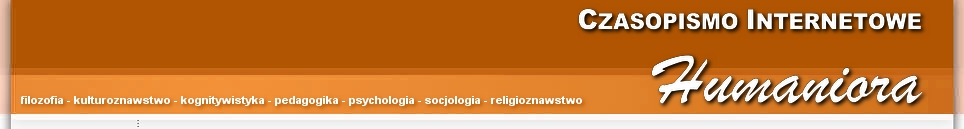 CZASOPISMO INTERNETOWE
Humaniora
filozofia - kulturoznawstwo - kognitywistyka - pedagogika - psychologia - socjologia - religioznawstwo